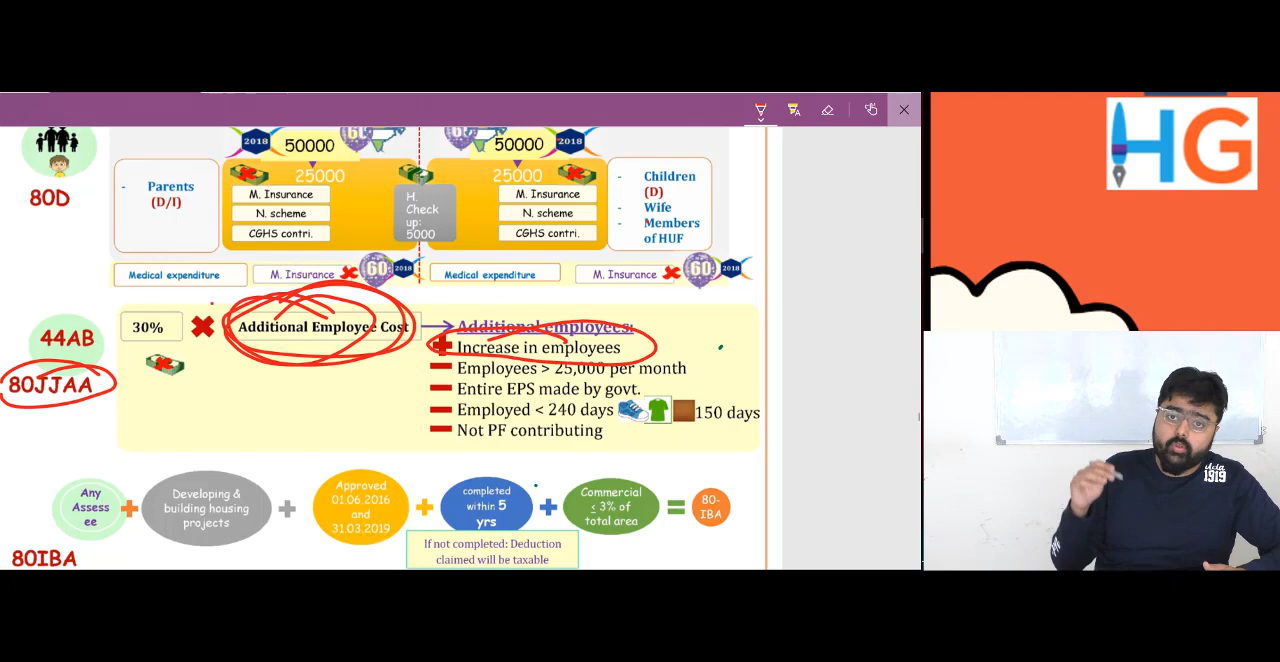 2018
60
50000
60
50000
2018
80D
- Parents
(D/I)
25000
M. Insurance
N. scheme
CGHS contri.
H.
Check
up:
5000
25000
M. Insurance
N. scheme
CGHS contri.
- Children
(D)
- Wife
- Members
of HUF
Medical expenditure
M. Insurance
60
2018
Medical expenditure
M. Insurance
60
2018
44AB
80JJAA
30%
Additional Employee Cost
Additional employees:
Increase in employees
Employees > 25,000 per month
Entire EPS made by govt.
Employed < 240 days
150 days
Not PF contributing
Any
Assess
ee
+
Developing &
building housing
projects
+
Approved
01.06.2016
and
31.03.2019
+
completed
within 5
yrs
+
Commercial
≤ 3% of
total area
=
80-
IBA
If not completed: Deduction
claimed will be taxable
80IBA
HG
1919